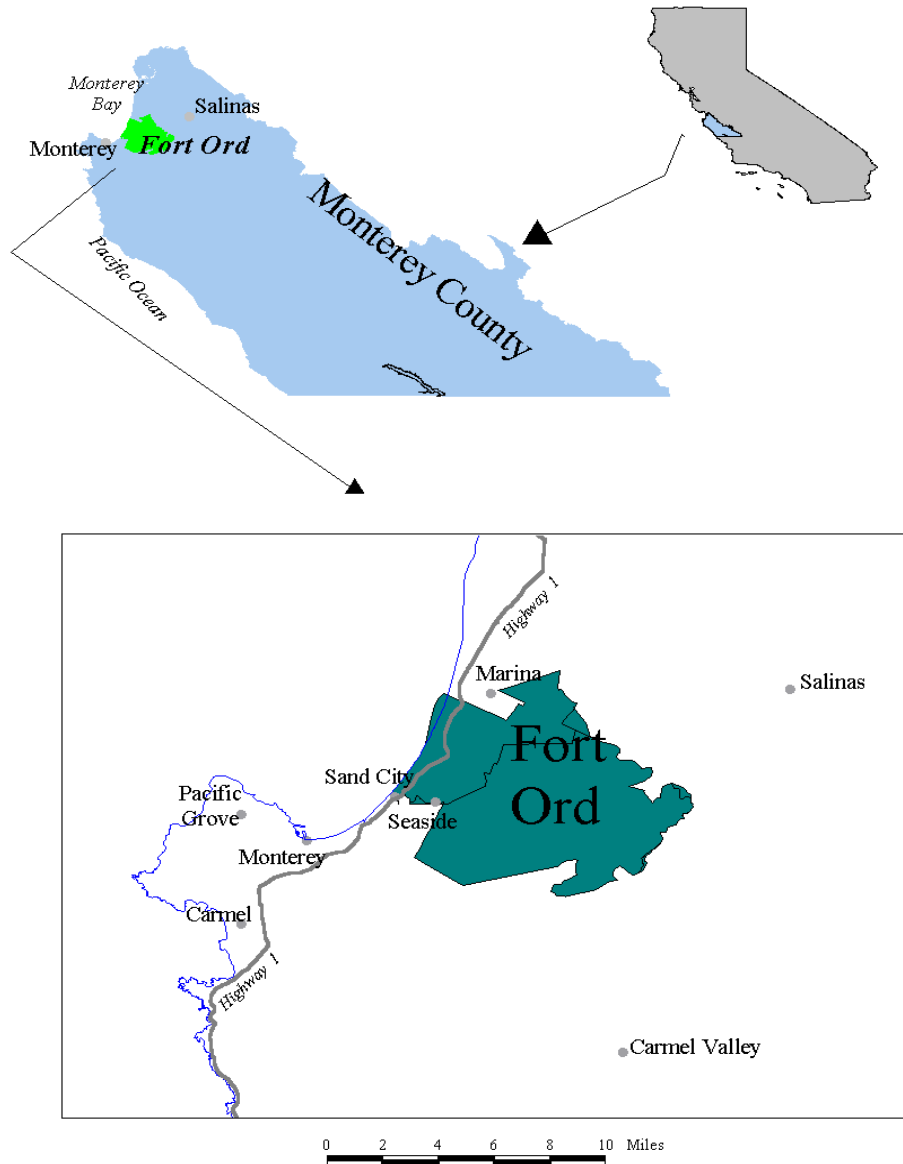 Monterey
Bay
Salinas
Fort Ord
Monterey
Monterey County
Pacific Ocean
Highway 1
Marina
Salinas
Fort
Ord
Sand City
Pacific
Grove
Seaside
Monterey
Carmel
Highway 1
Carmel Valley
0 2 4 6 8 10 Miles